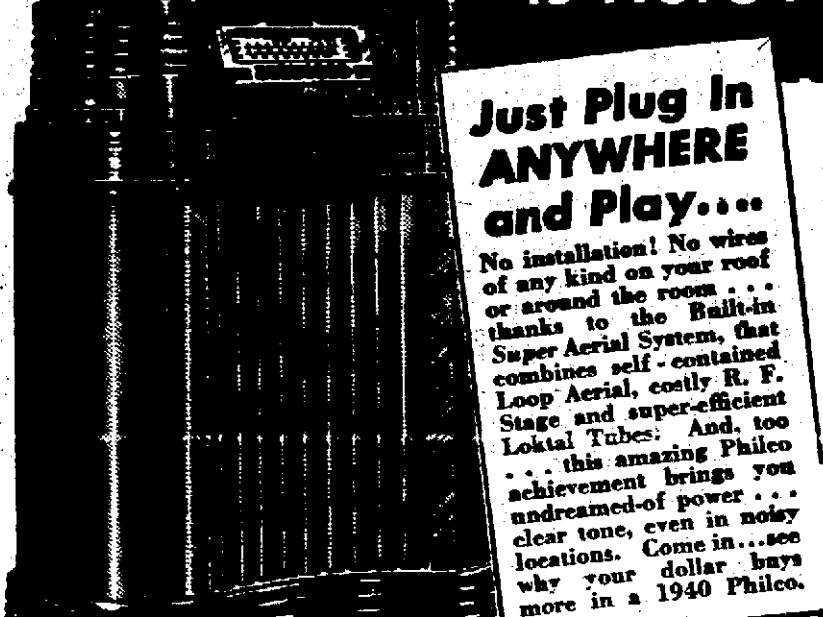 Just Plug In
ANYWHERE
and Play....
No installation! No wires
of any kind on your roof
or around the room . . .
thanks to the Built-in
Super Aerial System, that
combines self-contained
Loop Aerial, costly R. F.
Stage and super-efficient
Loktal Tubes. And, too
. . . this amazing Philco
achievement brings you
undreamed-of power . . .
clear tone, even in noisy
locations. Come in...see
why your dollar buys
more in a 1940 Philco.